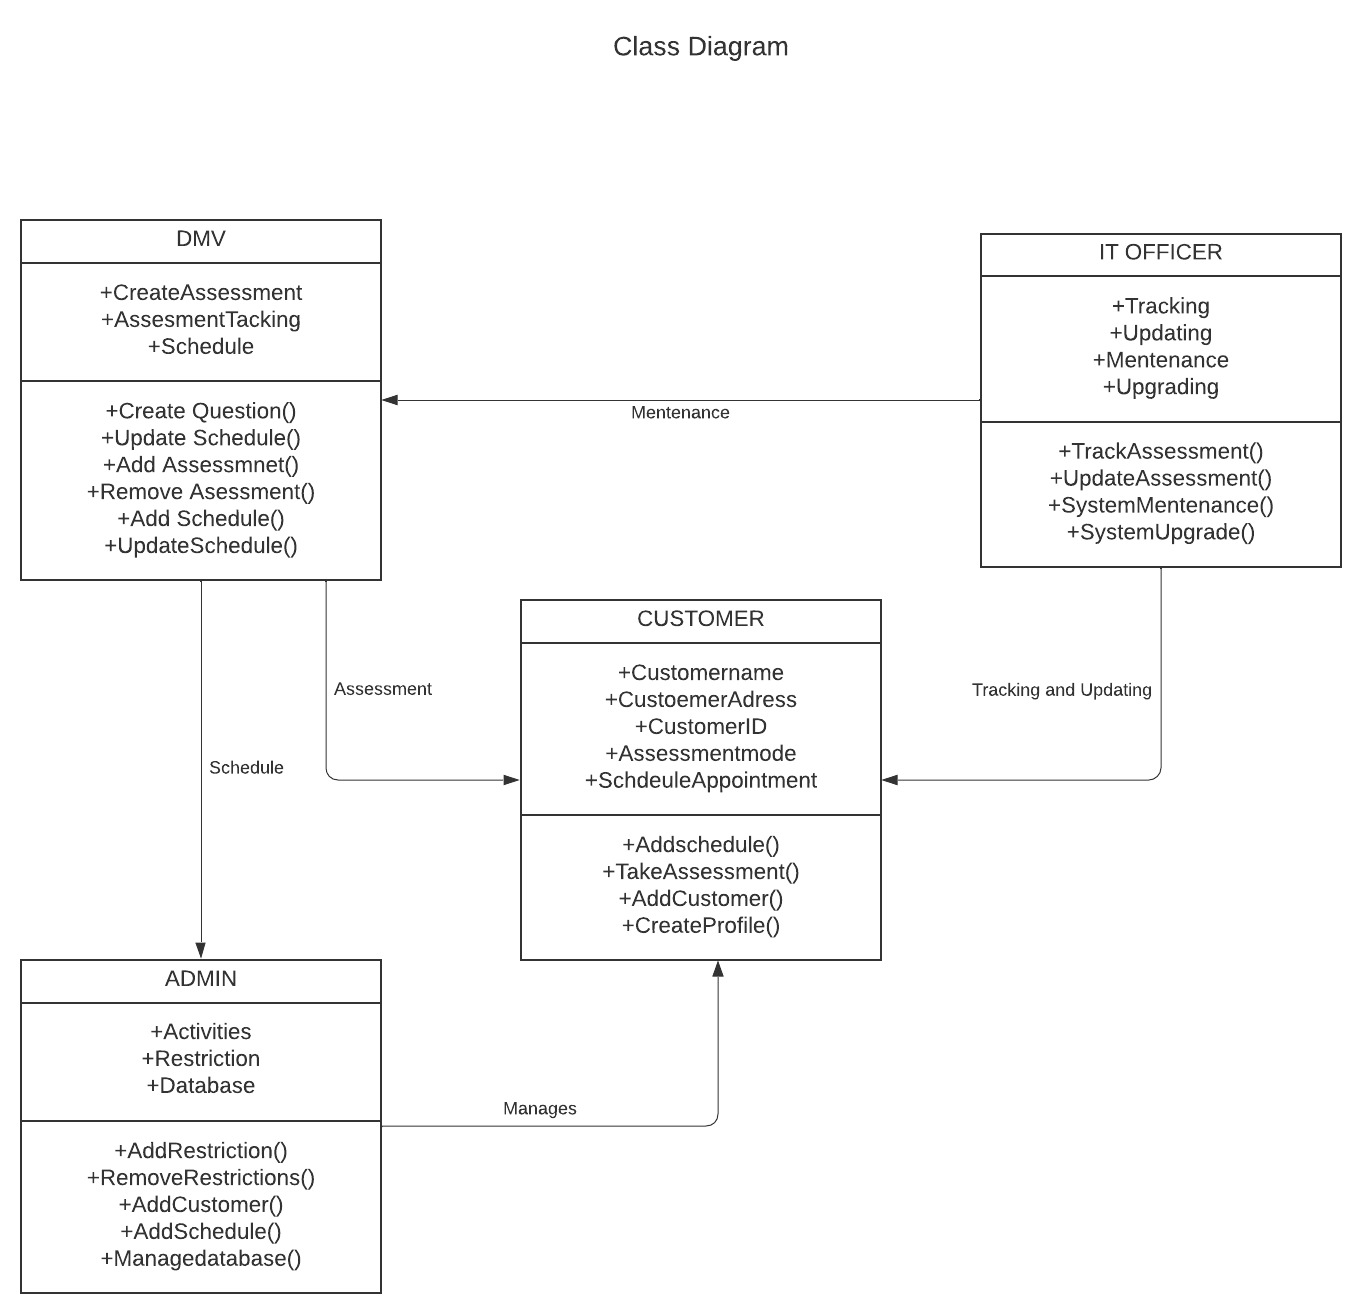 Class Diagram
DMV
+CreateAssessment
+AssesmentTacking
+Schedule
+Create Question()
+Update Schedule()
+Add Assessmnet()
+Remove Asessment()
+Add Schedule()
+UpdateSchedule()
IT OFFICER
+Tracking
+Updating
+Mentenance
+Upgrading
+TrackAssessment()
+UpdateAssessment()
+SystemMentenance()
+SystemUpgrade()
Mentenance
CUSTOMER
+Customername
+CustoemerAdress
+CustomerID
+Assessmentmode
+SchdeuleAppointment
+Addschedule()
+TakeAssessment()
+AddCustomer()
+CreateProfile()
Assessment
Tracking and Updating
Schedule
ADMIN
+Activities
+Restriction
+Database
+AddRestriction()
+RemoveRestrictions()
+AddCustomer()
+AddSchedule()
+Managedatabase()
Manages